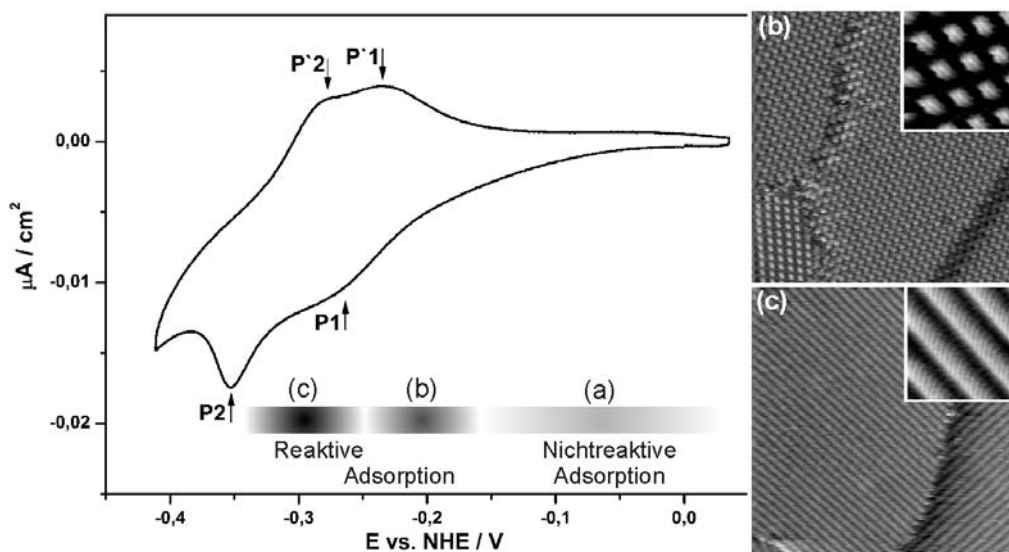 μA / cm²
0,00
-0,01
-0,02
P`2
P`1
P1
P2
(c)
(b)
(a)
Reaktive
Adsorption
Nichtreaktive
Adsorption
-0,4
-0,3
-0,2
-0,1
0,0
E vs. NHE / V
(b)
(c)